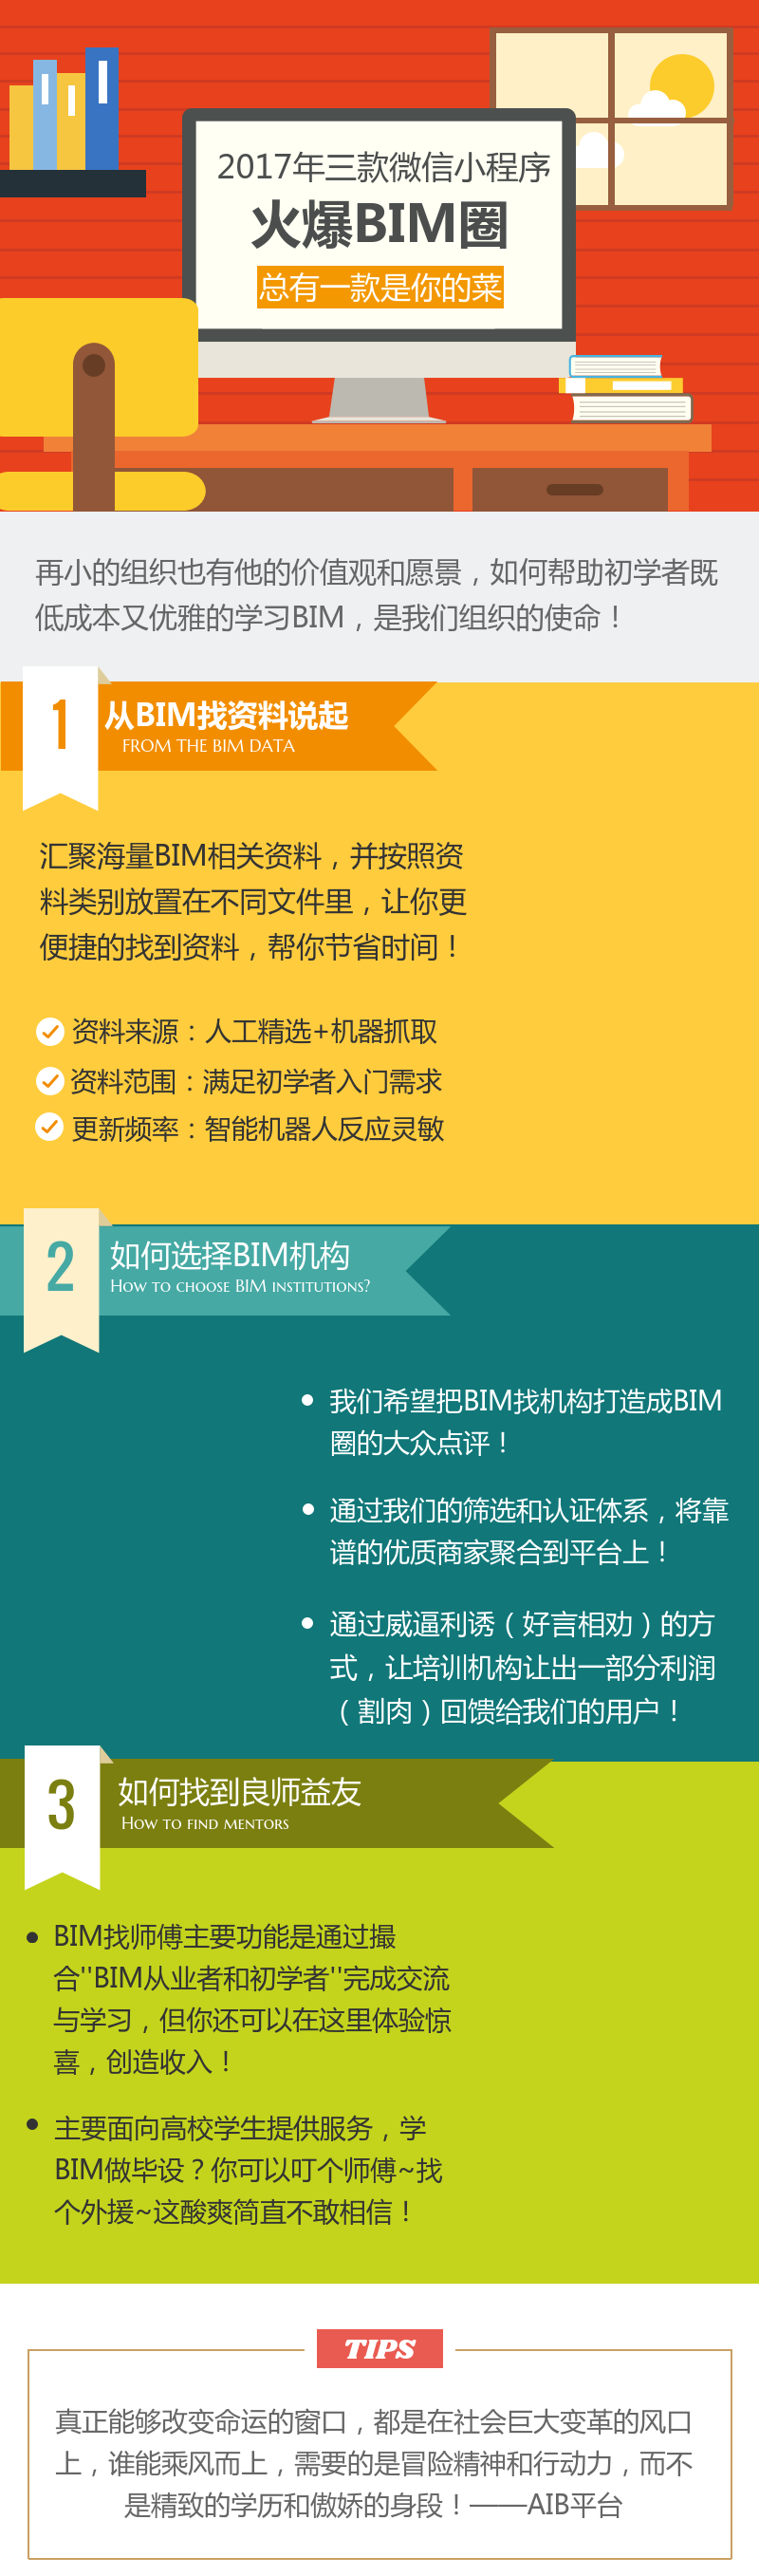 2017年三款微信小程序
火爆BIM圈
总有一款是你的菜
再小的组织也有他的价值观和愿景，如何帮助初学者既
低成本又优雅的学习BIM，是我们组织的使命！
1
从BIM找资料说起
FROM THE BIM DATA
汇聚海量BIM相关资料，并按照资
料类别放置在不同文件里，让你更
便捷的找到资料，帮你节省时间！
资料来源：人工精选+机器抓取
资料范围：满足初学者入门需求
更新频率：智能机器人反应灵敏
2
如何选择BIM机构
How to choose BIM institutions?
我们希望把BIM找机构打造成BIM
圈的大众点评！
通过我们的筛选和认证体系，将靠
谱的优质商家聚合到平台上！
通过威逼利诱（好言相劝）的方
式，让培训机构让出一部分利润
（割肉）回馈给我们的用户！
3
如何找到良师益友
How to find mentors
BIM找师傅主要功能是通过撮
合"BIM从业者和初学者"完成交流
与学习，但你还可以在这里体验惊
喜，创造收入！
主要面向高校学生提供服务，学
BIM做毕设？你可以叮个师傅~找
个外援~这酸爽简直不敢相信！
TIPS
真正能够改变命运的窗口，都是在社会巨大变革的风口
上，谁能乘风而上，需要的是冒险精神和行动力，而不
是精致的学历和傲娇的身段！——AIB平台